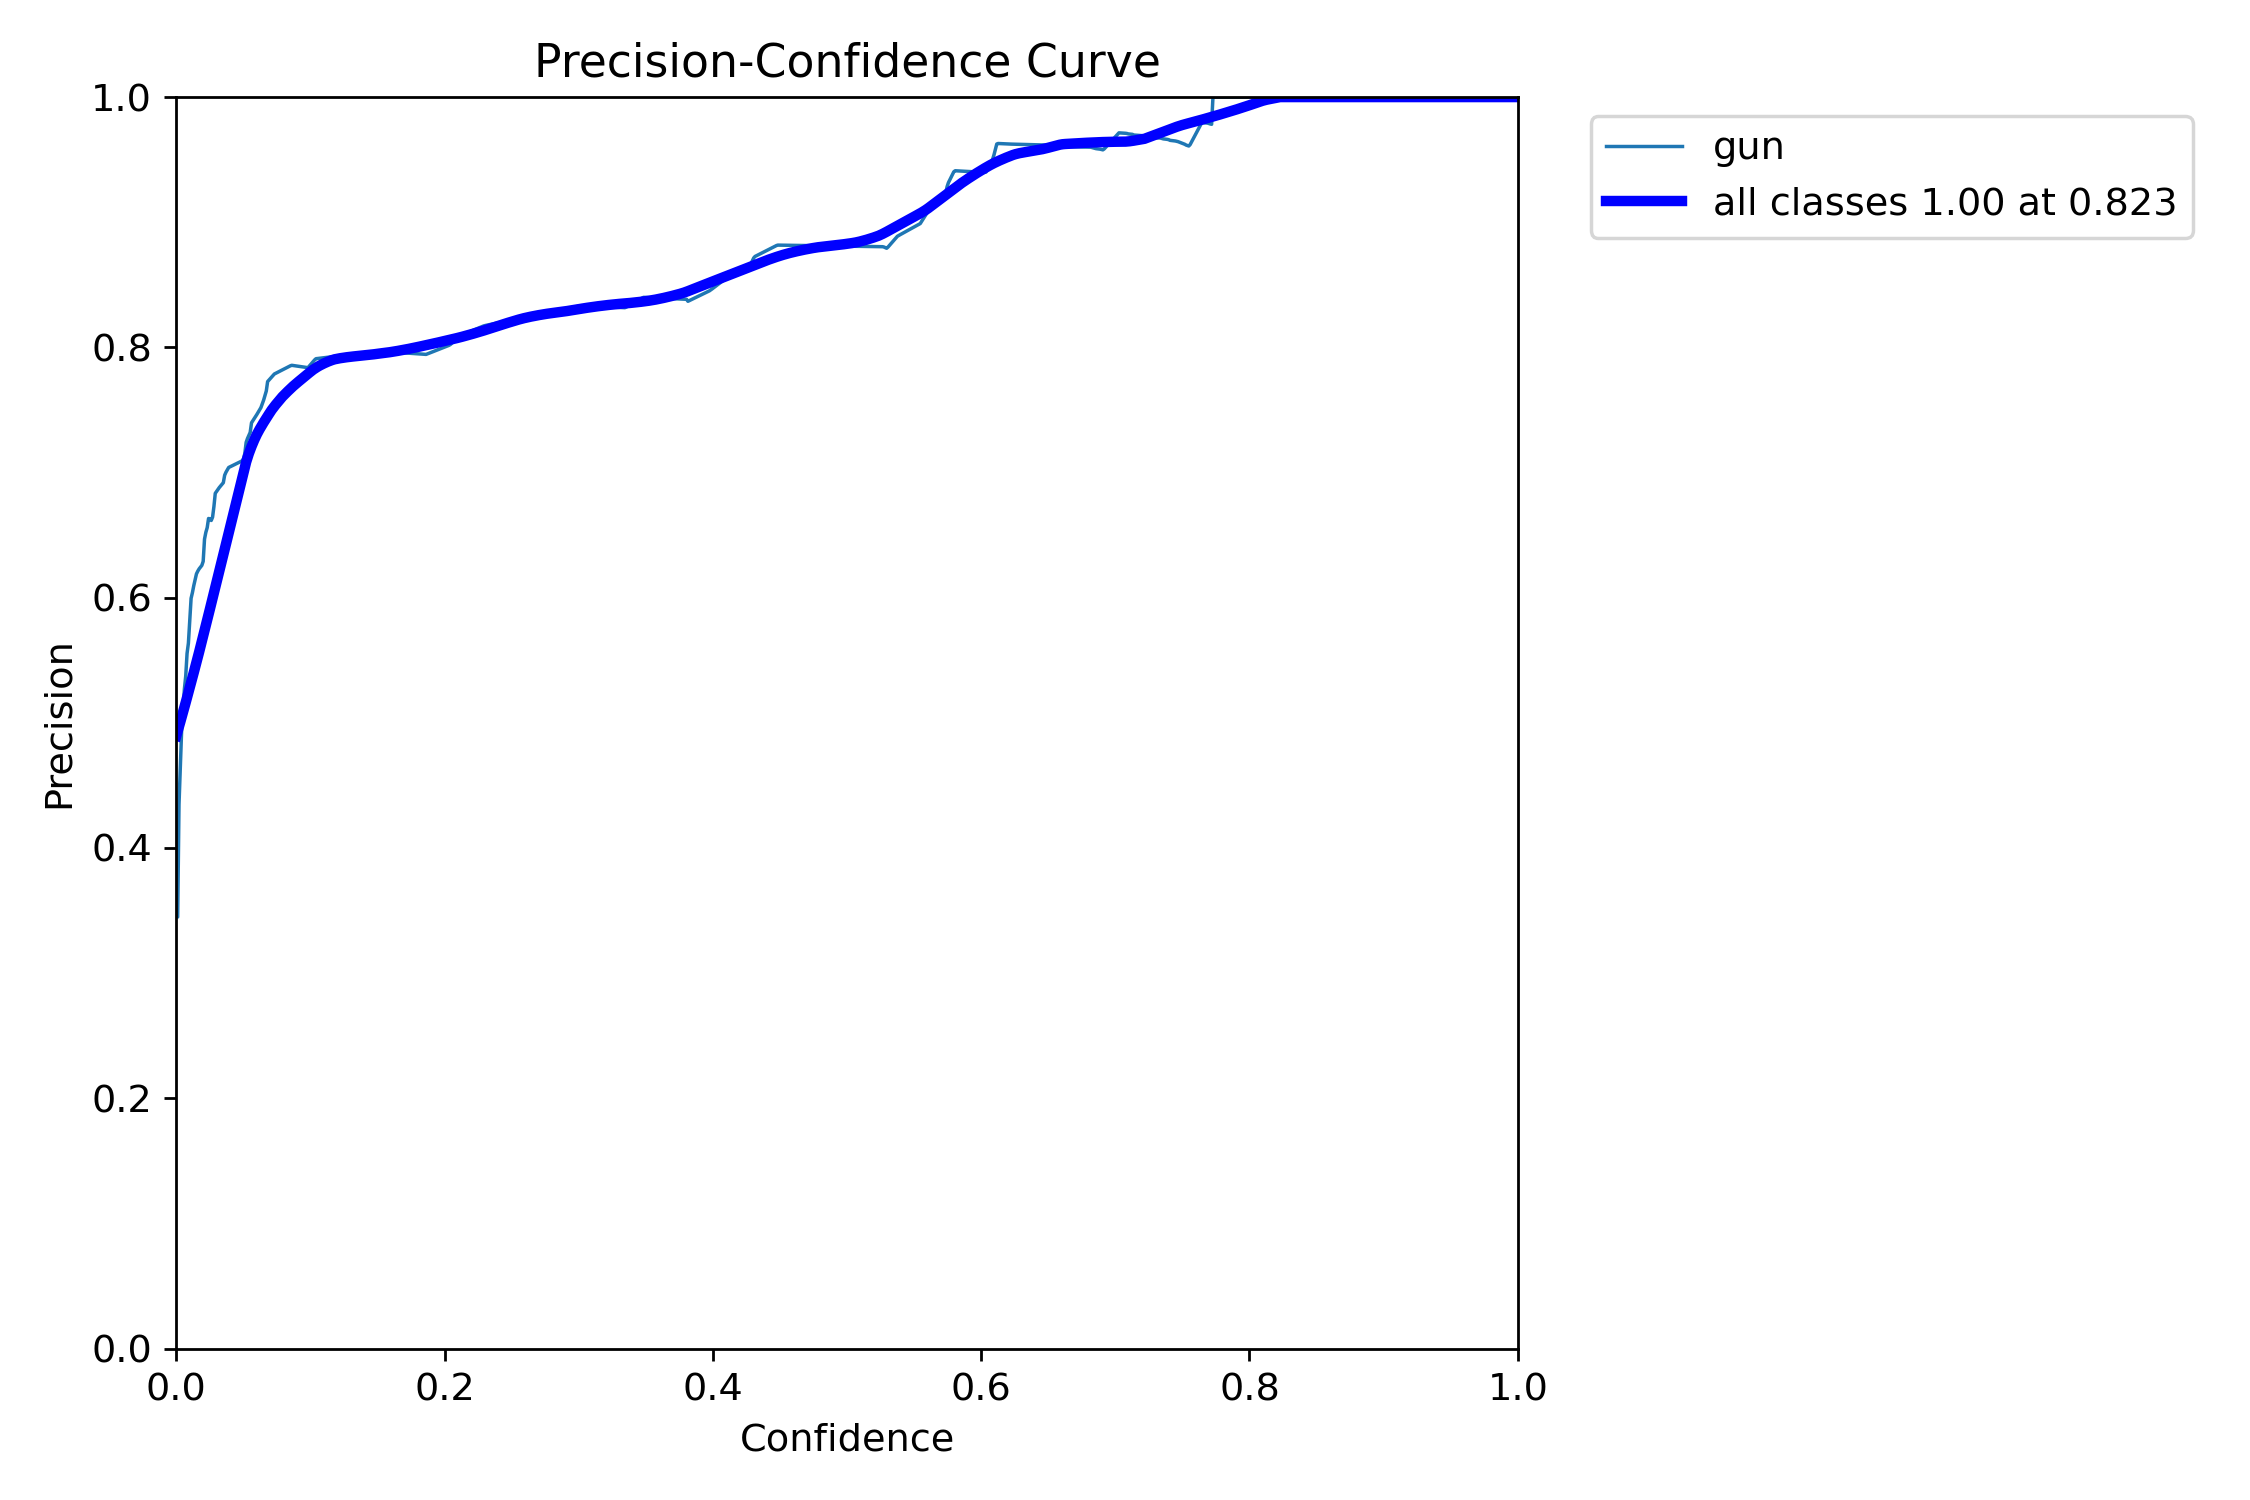 Precision-Confidence Curve
1.0
0.8
0.6
0.4
0.2
0.0
Precision
0.0 0.2 0.4 0.6 0.8 1.0
Confidence
gun
all classes 1.00 at 0.823